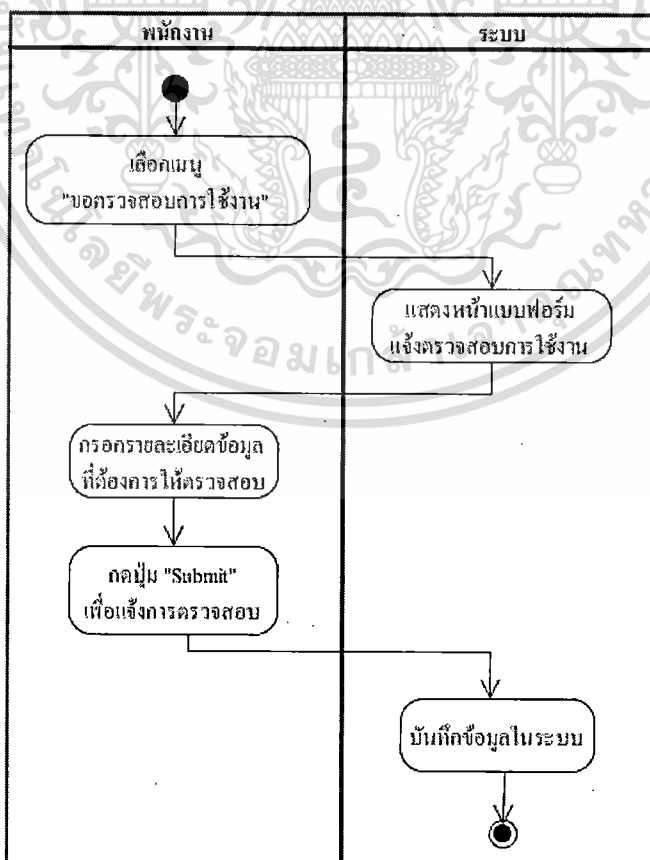 พนักงาน
ระบบ
เลือกเมนู
"ขอตรวจสอบการใช้งาน"
แสดงหน้าแบบฟอร์ม
แจ้งตรวจสอบการใช้งาน
กรอกรายละเอียดข้อมูล
ที่ต้องการให้ตรวจสอบ
กดปุ่ม "Submit"
เพื่อแจ้งการตรวจสอบ
บันทึกข้อมูลในระบบ